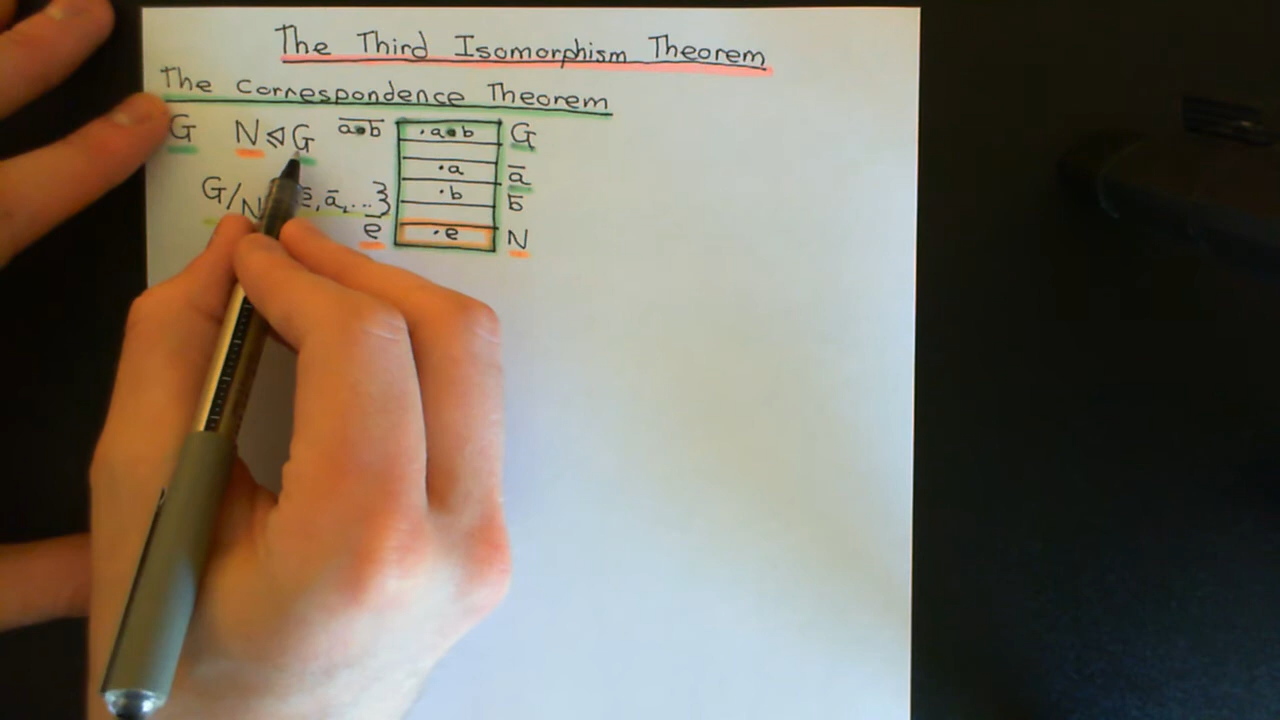 The Third Isomorphism Theorem
The Correspondence Theorem
G N⊲G a•b ·a•b G
·a a̅
G/N e̅, a̅, ...} ·b b̅
e̅ ·e N